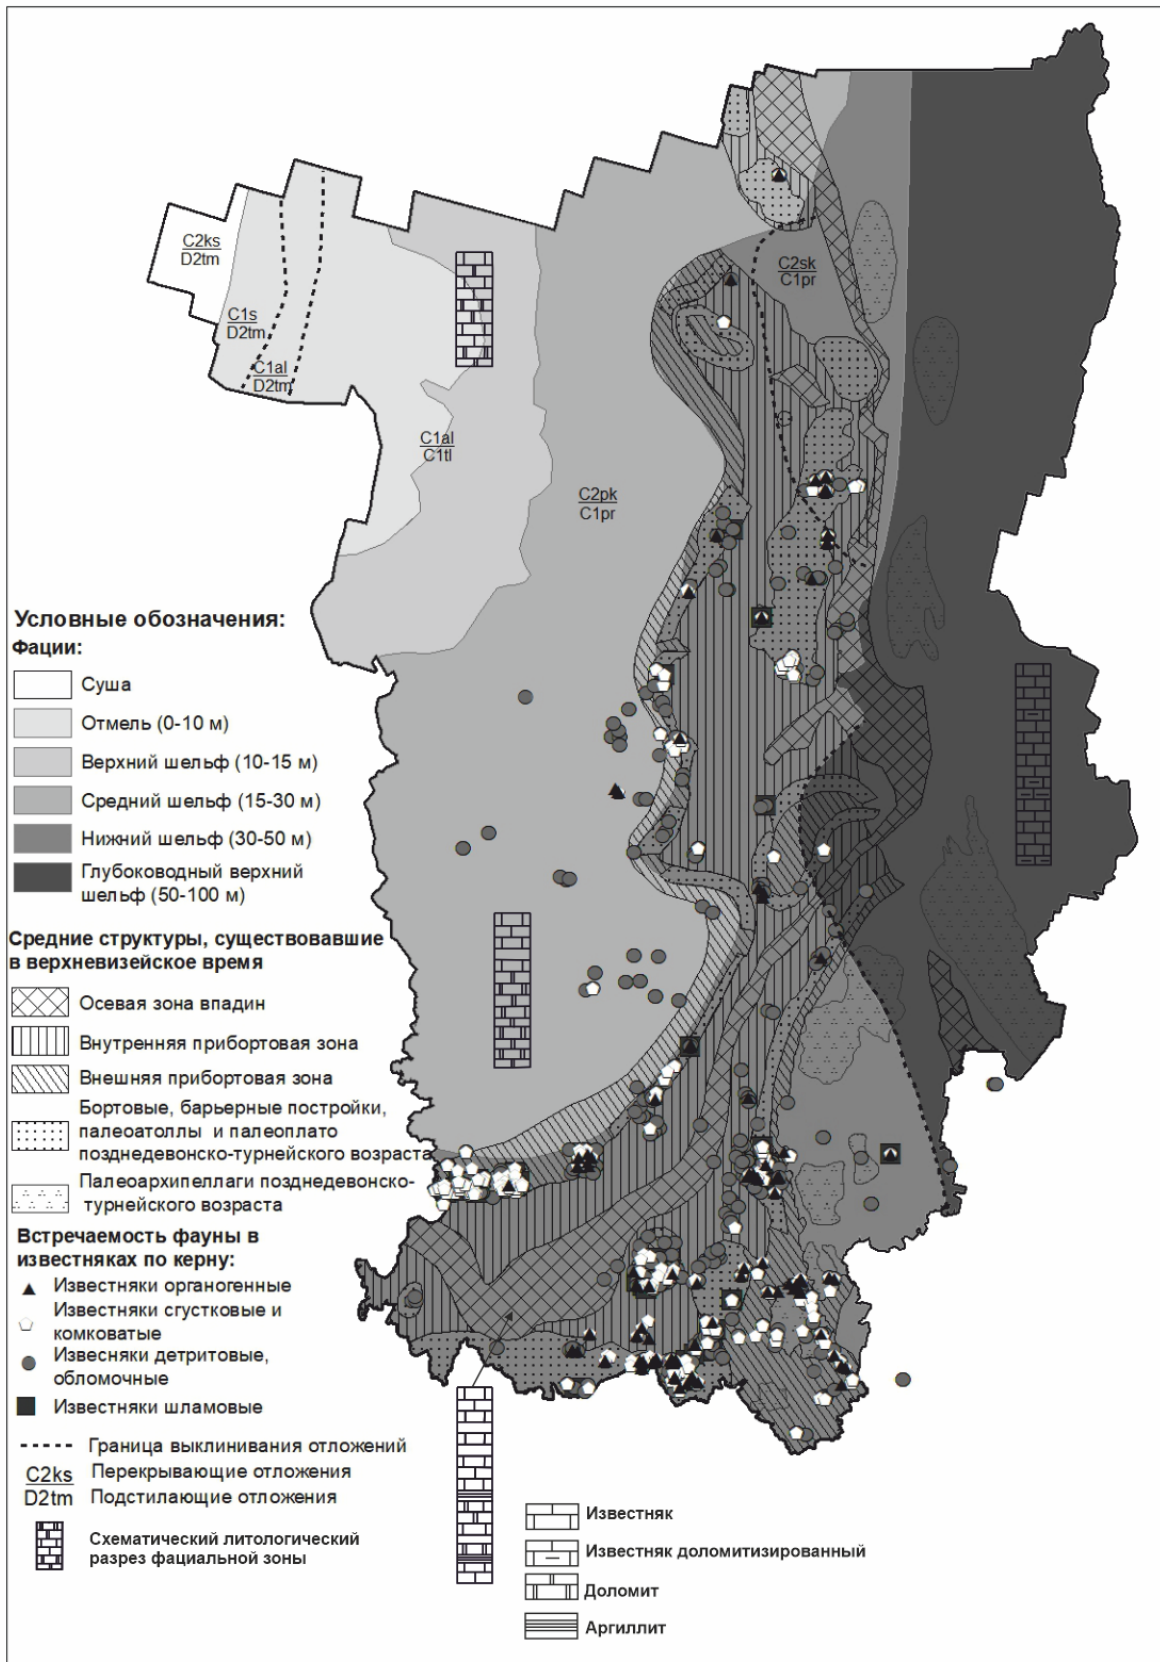 C2ks
D2tm
C1s
D2tm
C1al
D2tm
C1al
C1tl
C2pk
C1pr
C2sk
C1pr
Условные обозначения:
Фации:
Суша
Отмель (0-10 м)
Верхний шельф (10-15 м)
Средний шельф (15-30 м)
Нижний шельф (30-50 м)
Глубоководный верхний
шельф (50-100 м)
Средние структуры, существовавшие
в верхневизейское время
Осевая зона впадин
Внутренняя прибортовая зона
Внешняя прибортовая зона
Бортовые, барьерные постройки,
палеоатоллы и палеоплато
позднедевонско-турнейского возраста
Палеоархипеллаги позднедевонско-
турнейского возраста
Встречаемость фауны в
известняках по керну:
Известняки органогенные
Известняки сгустковые и
комковатые
Извесняки детритовые,
обломочные
Известняки шламовые
Граница выклинивания отложений
C2ks
D2tm
Перекрывающие отложения
Подстилающие отложения
Схематический литологический
разрез фациальной зоны
Известняк
Известняк доломитизированный
Доломит
Аргиллит